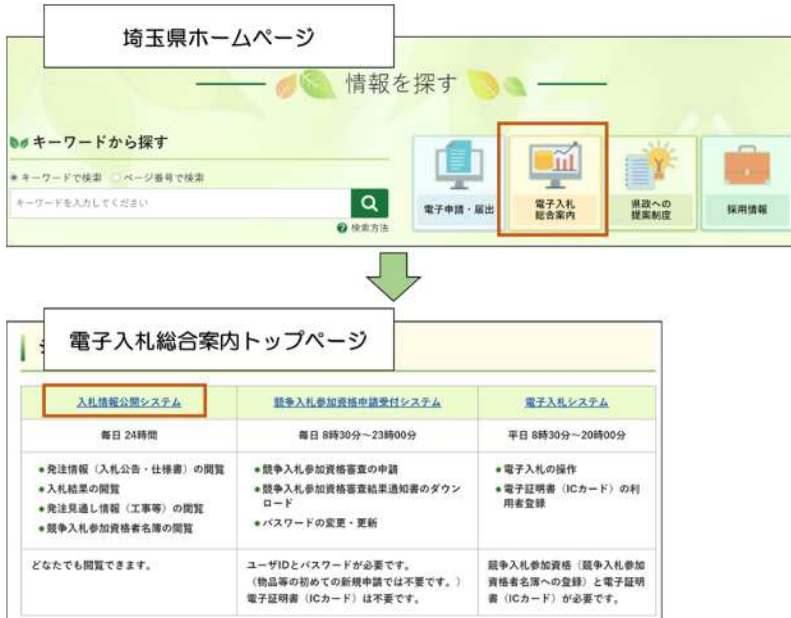 埼玉県ホームページ
情報を探す
キーワードから探す
キーワードで検索 ページ番号で検索
キーワードを入力してください
検索方法
電子申請・届出
電子入札
総合案内
県政への
提案制度
採用情報
電子入札総合案内トップページ
入札情報公開システム
競争入札参加資格申請受付システム
電子入札システム
毎日 24時間
毎日 8時30分~23時00分
平日 8時30分~20時00分
●発注情報(入札公告・仕様書)の閲覧
●入札結果の閲覧
●発注見通し情報(工事等)の閲覧
●競争入札参加資格者名簿の閲覧
●競争入札参加資格審査の申請
●競争入札参加資格審査結果通知書のダウン
ロード
●パスワードの変更・更新
●電子入札の操作
●電子証明書(ICカード)の利
用者登録
どなたでも閲覧できます。
ユーザIDとパスワードが必要です。
(物品等の初めての新規申請では不要です。)
電子証明書(ICカード)は不要です。
競争入札参加資格(競争入札参加
資格者名簿への登録)と電子証明
書(ICカード)が必要です。